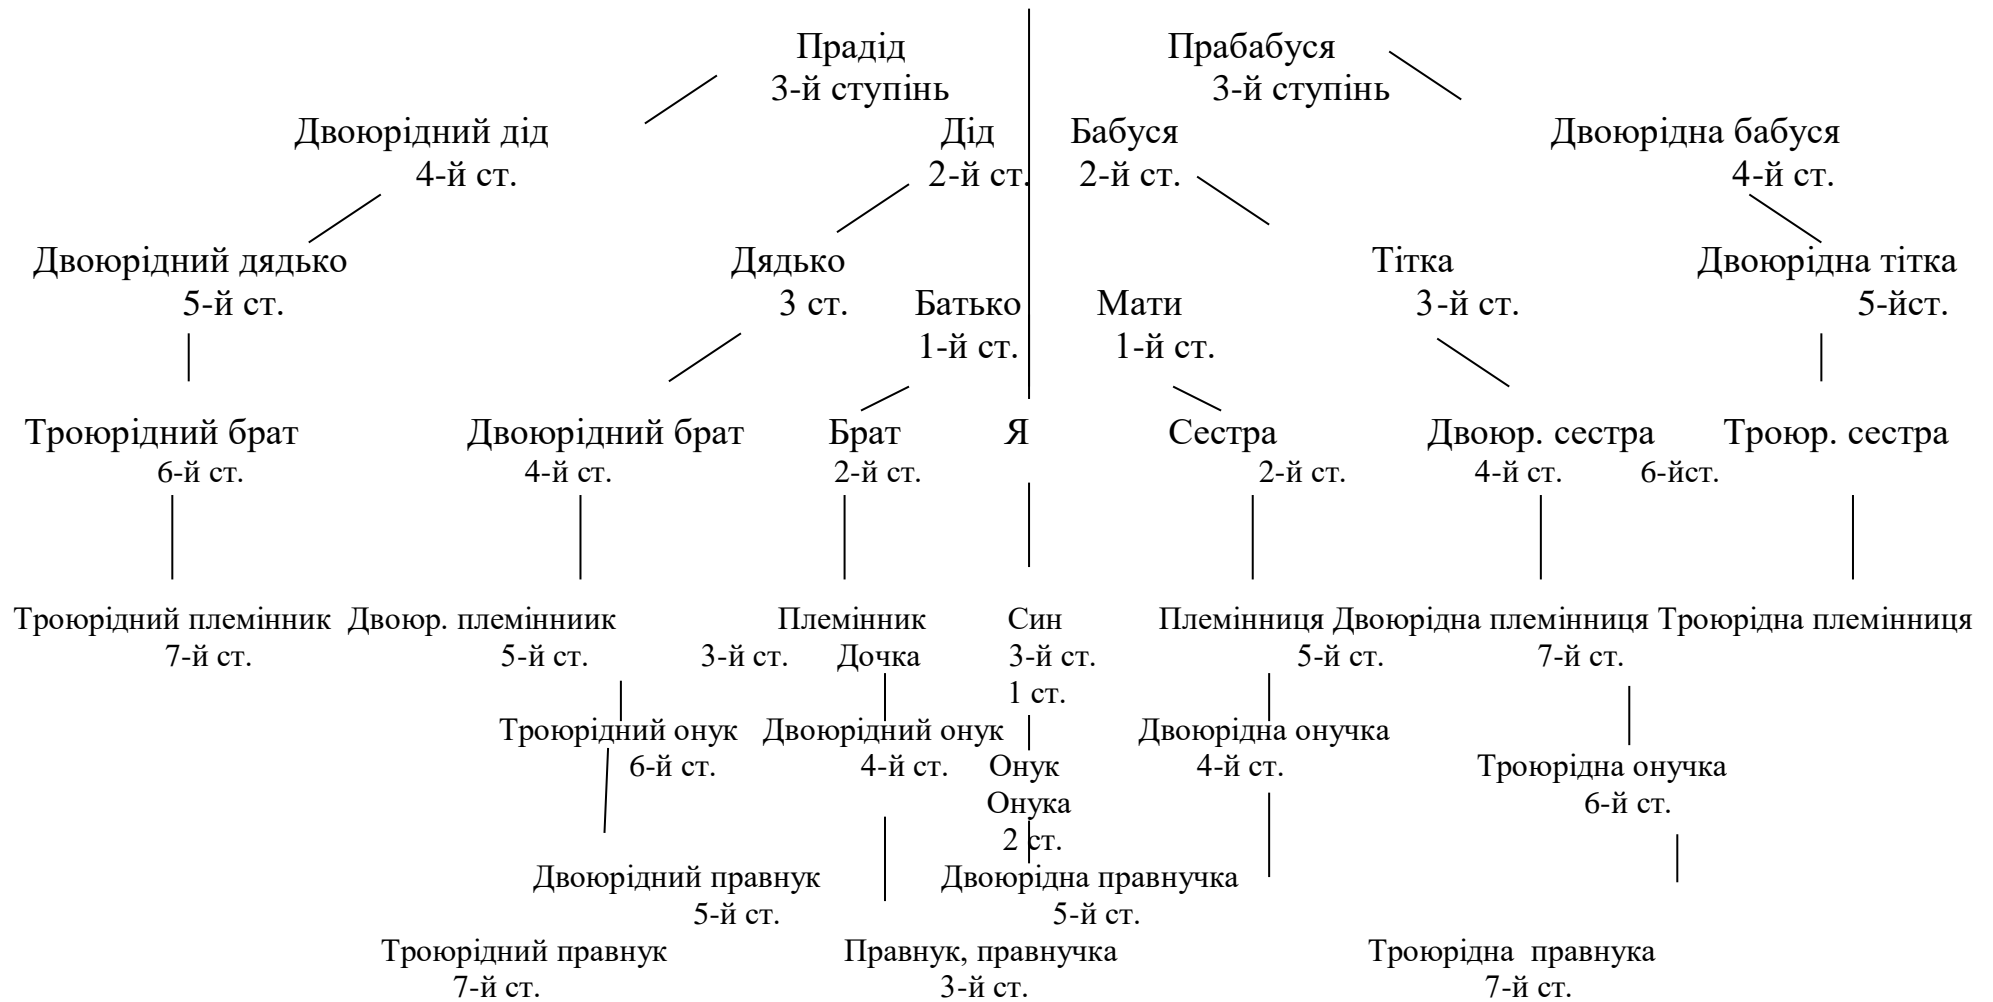 Прадід Прабабуся
3-й ступінь 3-й ступінь
Двоюрідний дід Дід Бабуся Двоюрідна бабуся
4-й ст. 2-й ст. 2-й ст. 4-й ст.
Двоюрідний дядько Дядько Тітка Двоюрідна тітка
5-й ст. 3 ст. Батько Мати 3-й ст. 5-йст.
1-й ст. 1-й ст.
Троюрідний брат Двоюрідний брат Брат Я Сестра Двоюр. сестра Троюр. сестра
6-й ст. 4-й ст. 2-й ст. 2-й ст. 4-й ст. 6-йст.
Троюрідний племінник Двоюр. племінниик Племінник Син Племінниця Двоюрідна племінниця Троюрідна племінниця
7-й ст. 5-й ст. 3-й ст. Дочка 3-й ст. 5-й ст. 7-й ст.
1 ст.
Троюрідний онук Двоюрідний онук Двоюрідна онучка
6-й ст. 4-й ст. Онук 4-й ст. Троюрідна онучка
Онука 6-й ст.
2 ст.
Двоюрідний правнук Двоюрідна правнучка
5-й ст. 5-й ст.
Троюрідний правнук Правнук, правнучка Троюрідна правнука
7-й ст. 3-й ст. 7-й ст.